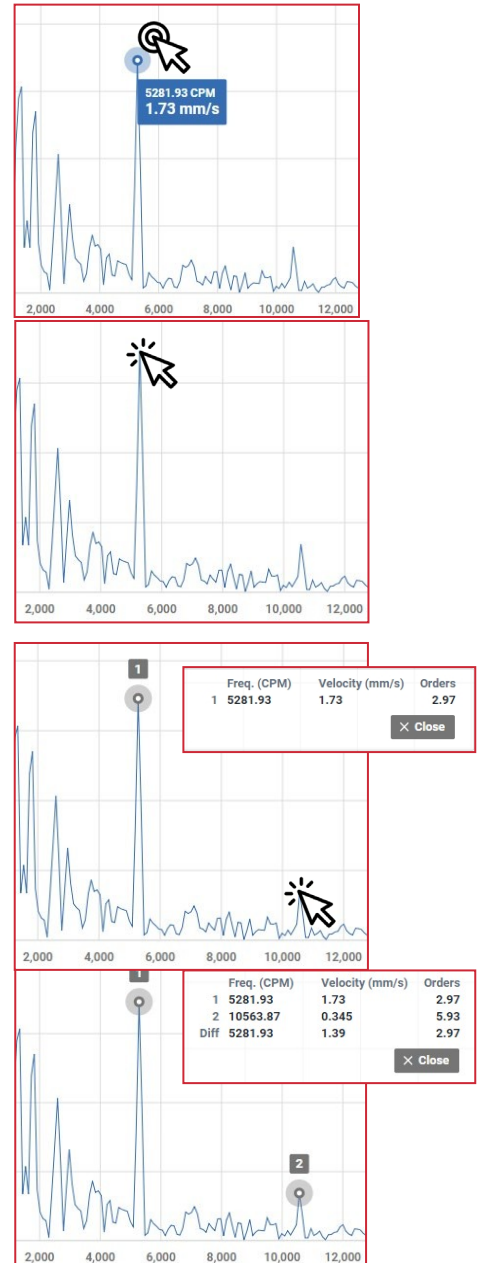 5281.93 CPM
1.73 mm/s
2,000 4,000 6,000 8,000 10,000 12,000
2,000 4,000 6,000 8,000 10,000 12,000
1
Freq. (CPM) Velocity (mm/s) Orders
1 5281.93 1.73 2.97
× Close
2,000 4,000 6,000 8,000 10,000 12,000
1
Freq. (CPM) Velocity (mm/s) Orders
1 5281.93 1.73 2.97
2 10563.87 0.345 5.93
Diff 5281.93 1.39 2.97
× Close
2
2,000 4,000 6,000 8,000 10,000 12,000